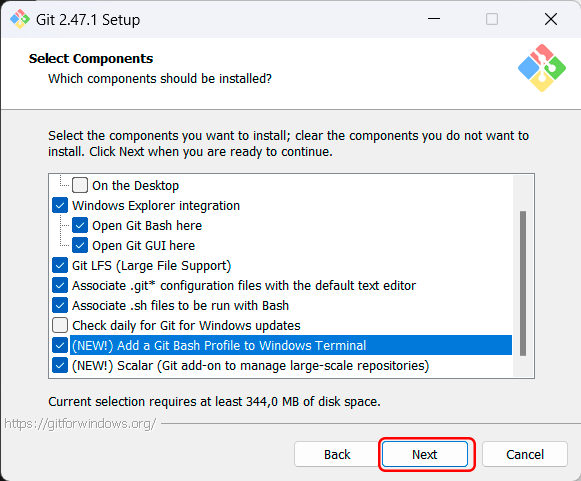 Git 2.47.1 Setup
Select Components
Which components should be installed?
Select the components you want to install; clear the components you do not want to
install. Click Next when you are ready to continue.
On the Desktop
Windows Explorer integration
Open Git Bash here
Open Git GUI here
Git LFS (Large File Support)
Associate .git* configuration files with the default text editor
Associate .sh files to be run with Bash
Check daily for Git for Windows updates
(NEW!) Add a Git Bash Profile to Windows Terminal
(NEW!) Scalar (Git add-on to manage large-scale repositories)
Current selection requires at least 344,0 MB of disk space.
https://gitforwindows.org/
Back Next Cancel